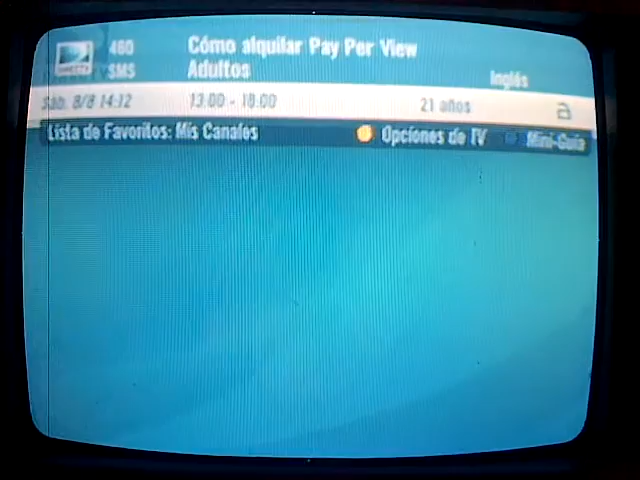 DIRECTV
460 Cómo alquilar Pay Per View
SMS Adultos
Inglés
Sáb. 8/8 14:12 13:00 - 18:00 21 años
Lista de Favoritos: Mis Canales Opciones de TV Mini-Guía